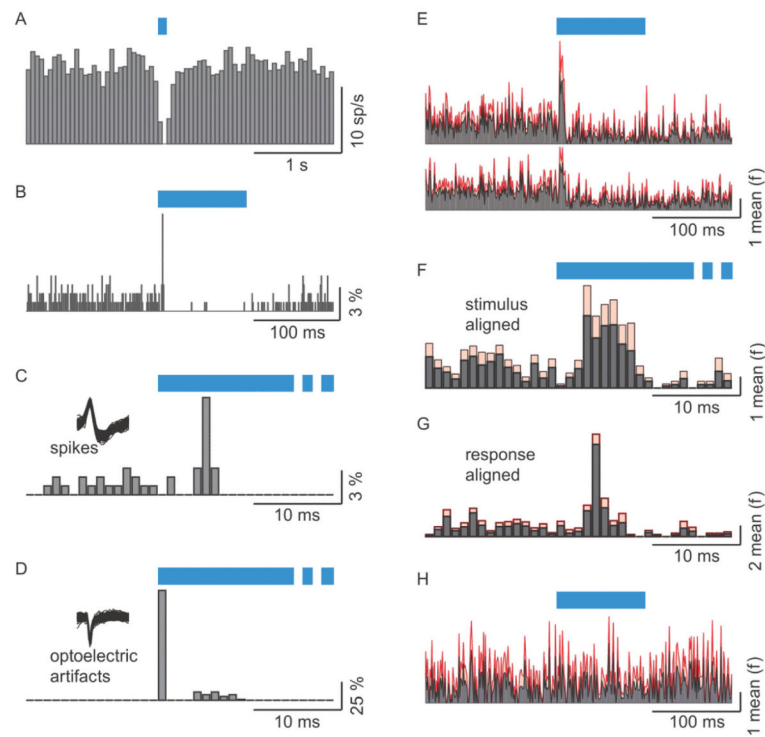 A
10 sp/s
1 s
B
3 %
100 ms
C
spikes
3 %
10 ms
D
optoelectric
artifacts
25 %
10 ms
E
1 mean (f)
100 ms
F
stimulus
aligned
1 mean (f)
10 ms
G
response
aligned
2 mean (f)
10 ms
H
1 mean (f)
100 ms